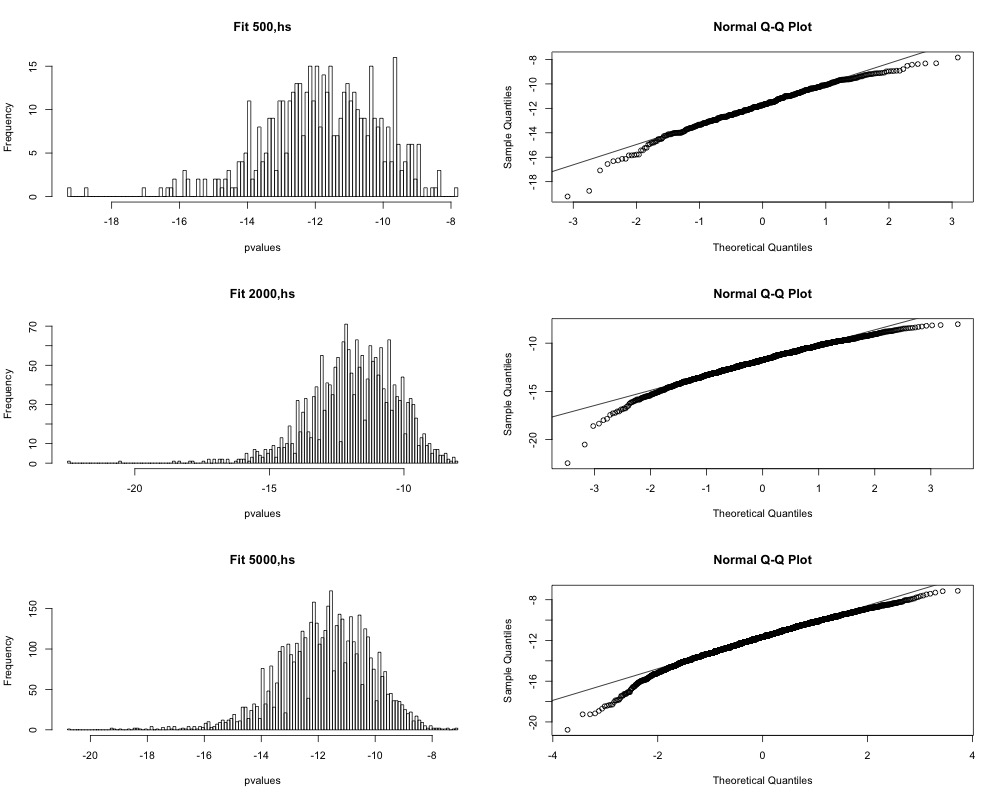 Fit 500,hs
Normal Q-Q Plot
Frequency
0 5 10 15
-18 -16 -14 -12 -10 -8
pvalues
Sample Quantiles
-18 -16 -14 -12 -10 -8
-3 -2 -1 0 1 2 3
Theoretical Quantiles
Fit 2000,hs
Normal Q-Q Plot
Frequency
0 10 30 50 70
-20 -15 -10
pvalues
Sample Quantiles
-20 -15 -10
-3 -2 -1 0 1 2 3
Theoretical Quantiles
Fit 5000,hs
Normal Q-Q Plot
Frequency
0 50 100 150
-20 -18 -16 -14 -12 -10 -8
pvalues
Sample Quantiles
-20 -16 -12 -8
-4 -2 0 2 4
Theoretical Quantiles